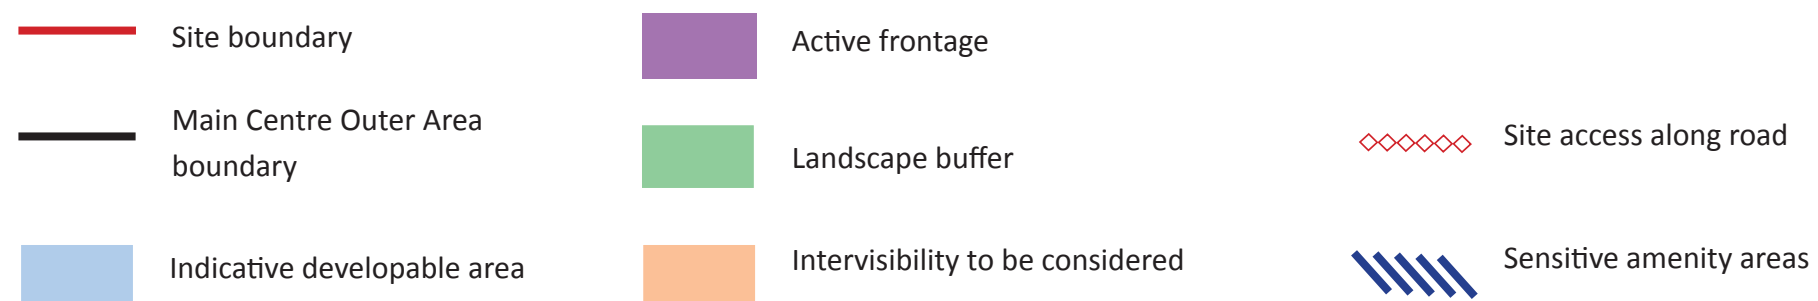 Site boundary
Main Centre Outer Area
boundary
Indicative developable area
Active frontage
Landscape buffer
Intervisibility to be considered
Site access along road
Sensitive amenity areas